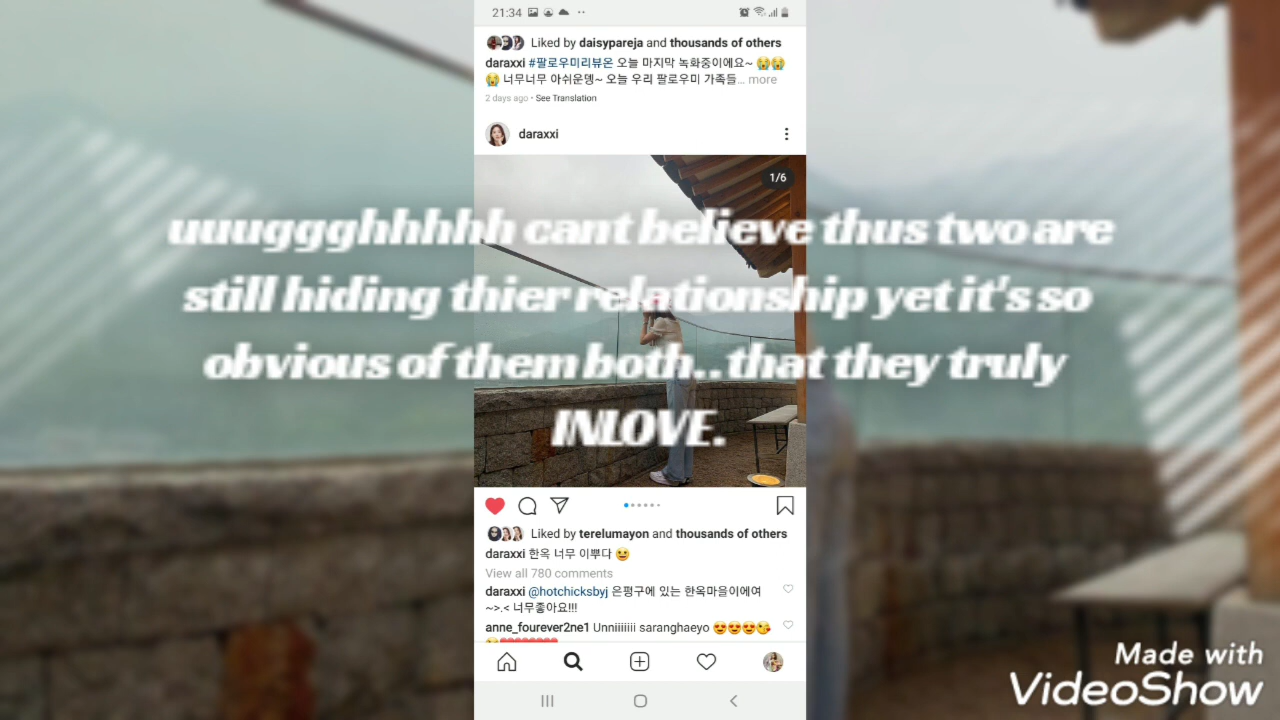 21:34
Liked by daisypareja and thousands of others
daraxxi #팔로우미리뷰온 오늘 마지막 녹화중이에요~ 😭😭
😭 너무너무 아쉬운뎅~ 오늘 우리 팔로우미 가족들… more
2 days ago • See Translation
daraxxi
1/6
uuuggghhhhh cant believe thus two are
still hiding thier relationship yet it's so
obvious of them both..that they truly
INLOVE.
Liked by terelumayon and thousands of others
daraxxi 한옥 너무 이뿌다 😆
View all 780 comments
daraxxi @hotchicksbyj 은평구에 있는 한옥마을이에여
~>.< 너무좋아요!!!
anne_fourever2ne1 Unniiiiiii saranghaeyo 😍😍😍😘
Made with
VideoShow